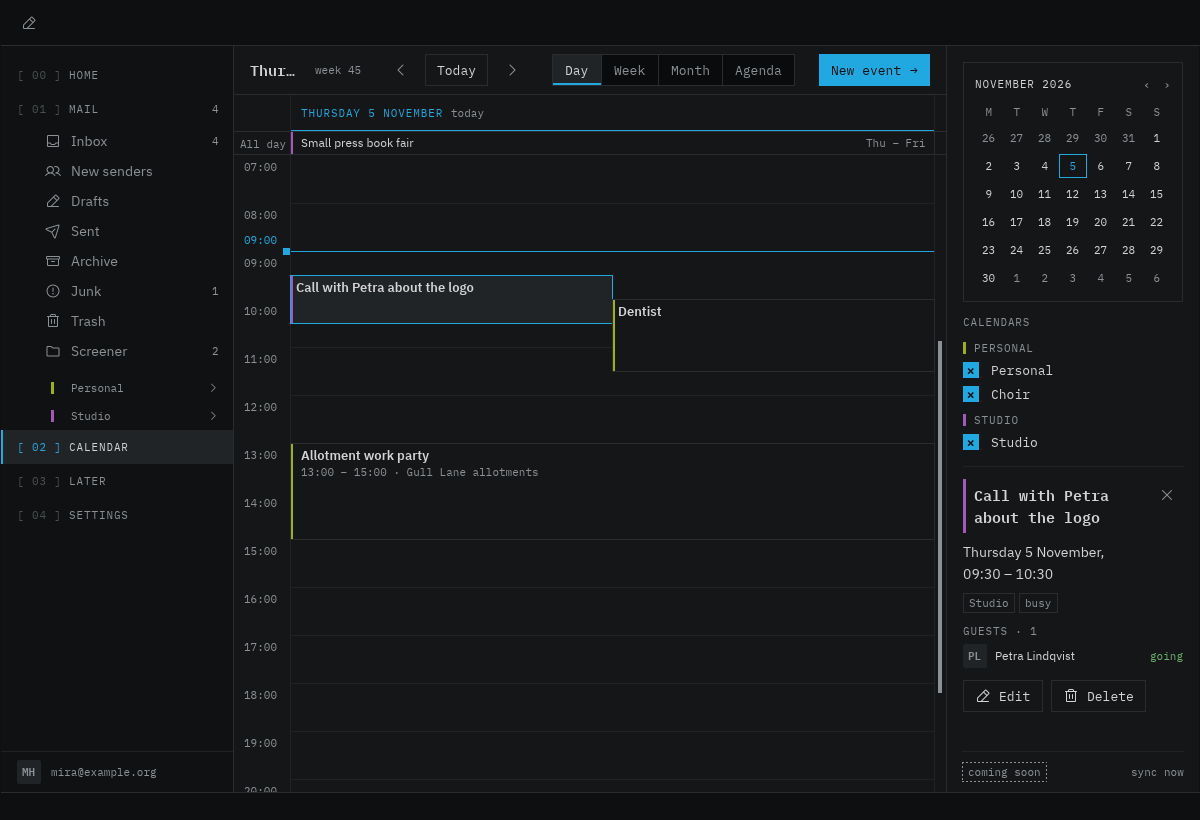 [ 00 ] HOME
[ 01 ] MAIL 4
Inbox 4
New senders
Drafts
Sent
Archive
Junk 1
Trash
Screener 2
Personal
Studio
[ 02 ] CALENDAR
[ 03 ] LATER
[ 04 ] SETTINGS
MH mira@example.org
Thur… week 45 Today Day Week Month Agenda New event →
THURSDAY 5 NOVEMBER today
All day Small press book fair Thu – Fri
07:00
08:00
09:00
09:00
Call with Petra about the logo
10:00 Dentist
11:00
12:00
13:00 Allotment work party
13:00 – 15:00 · Gull Lane allotments
14:00
15:00
16:00
17:00
18:00
19:00
20:00
NOVEMBER 2026 ‹ ›
M T W T F S S
26 27 28 29 30 31 1
2 3 4 5 6 7 8
9 10 11 12 13 14 15
16 17 18 19 20 21 22
23 24 25 26 27 28 29
30 1 2 3 4 5 6
CALENDARS
PERSONAL
Personal
Choir
STUDIO
Studio
Call with Petra
about the logo
Thursday 5 November,
09:30 – 10:30
Studio busy
GUESTS · 1
PL Petra Lindqvist going
Edit Delete
coming soon sync now